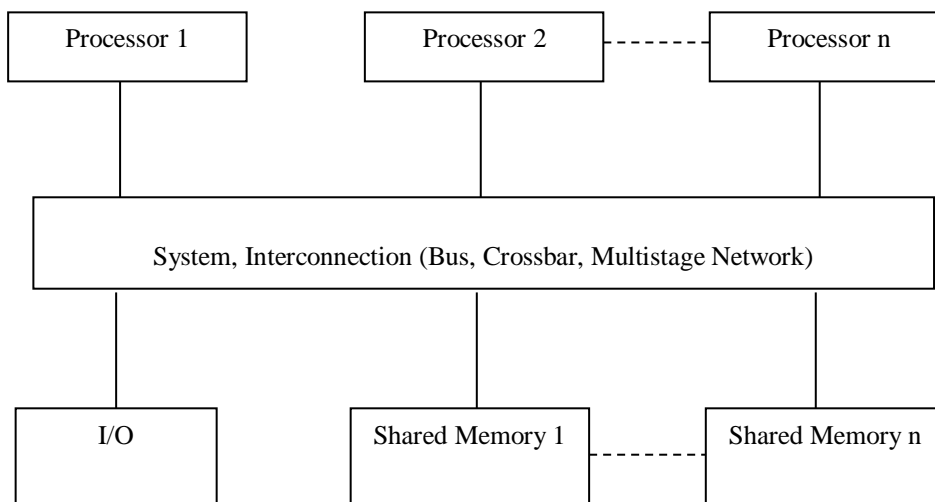 Processor 1
Processor 2
Processor n
System, Interconnection (Bus, Crossbar, Multistage Network)
I/O
Shared Memory 1
Shared Memory n